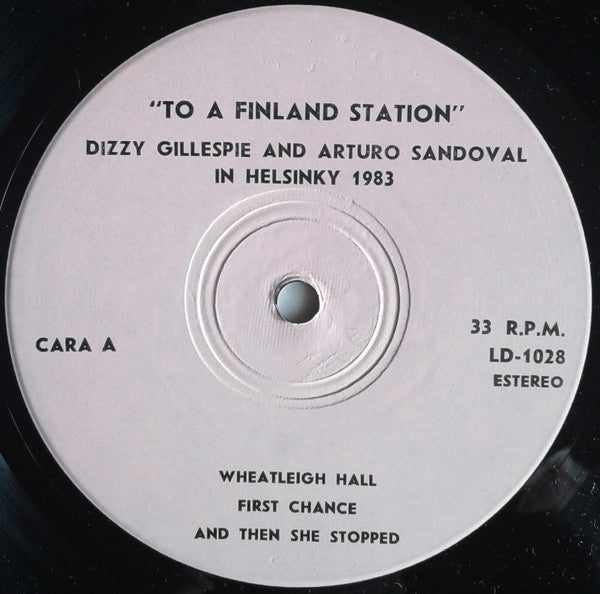 "TO A FINLAND STATION"
DIZZY GILLESPIE AND ARTURO SANDOVAL
IN HELSINKY 1983
CARA A
33 R.P.M.
LD-1028
ESTEREO
WHEATLEIGH HALL
FIRST CHANCE
AND THEN SHE STOPPED